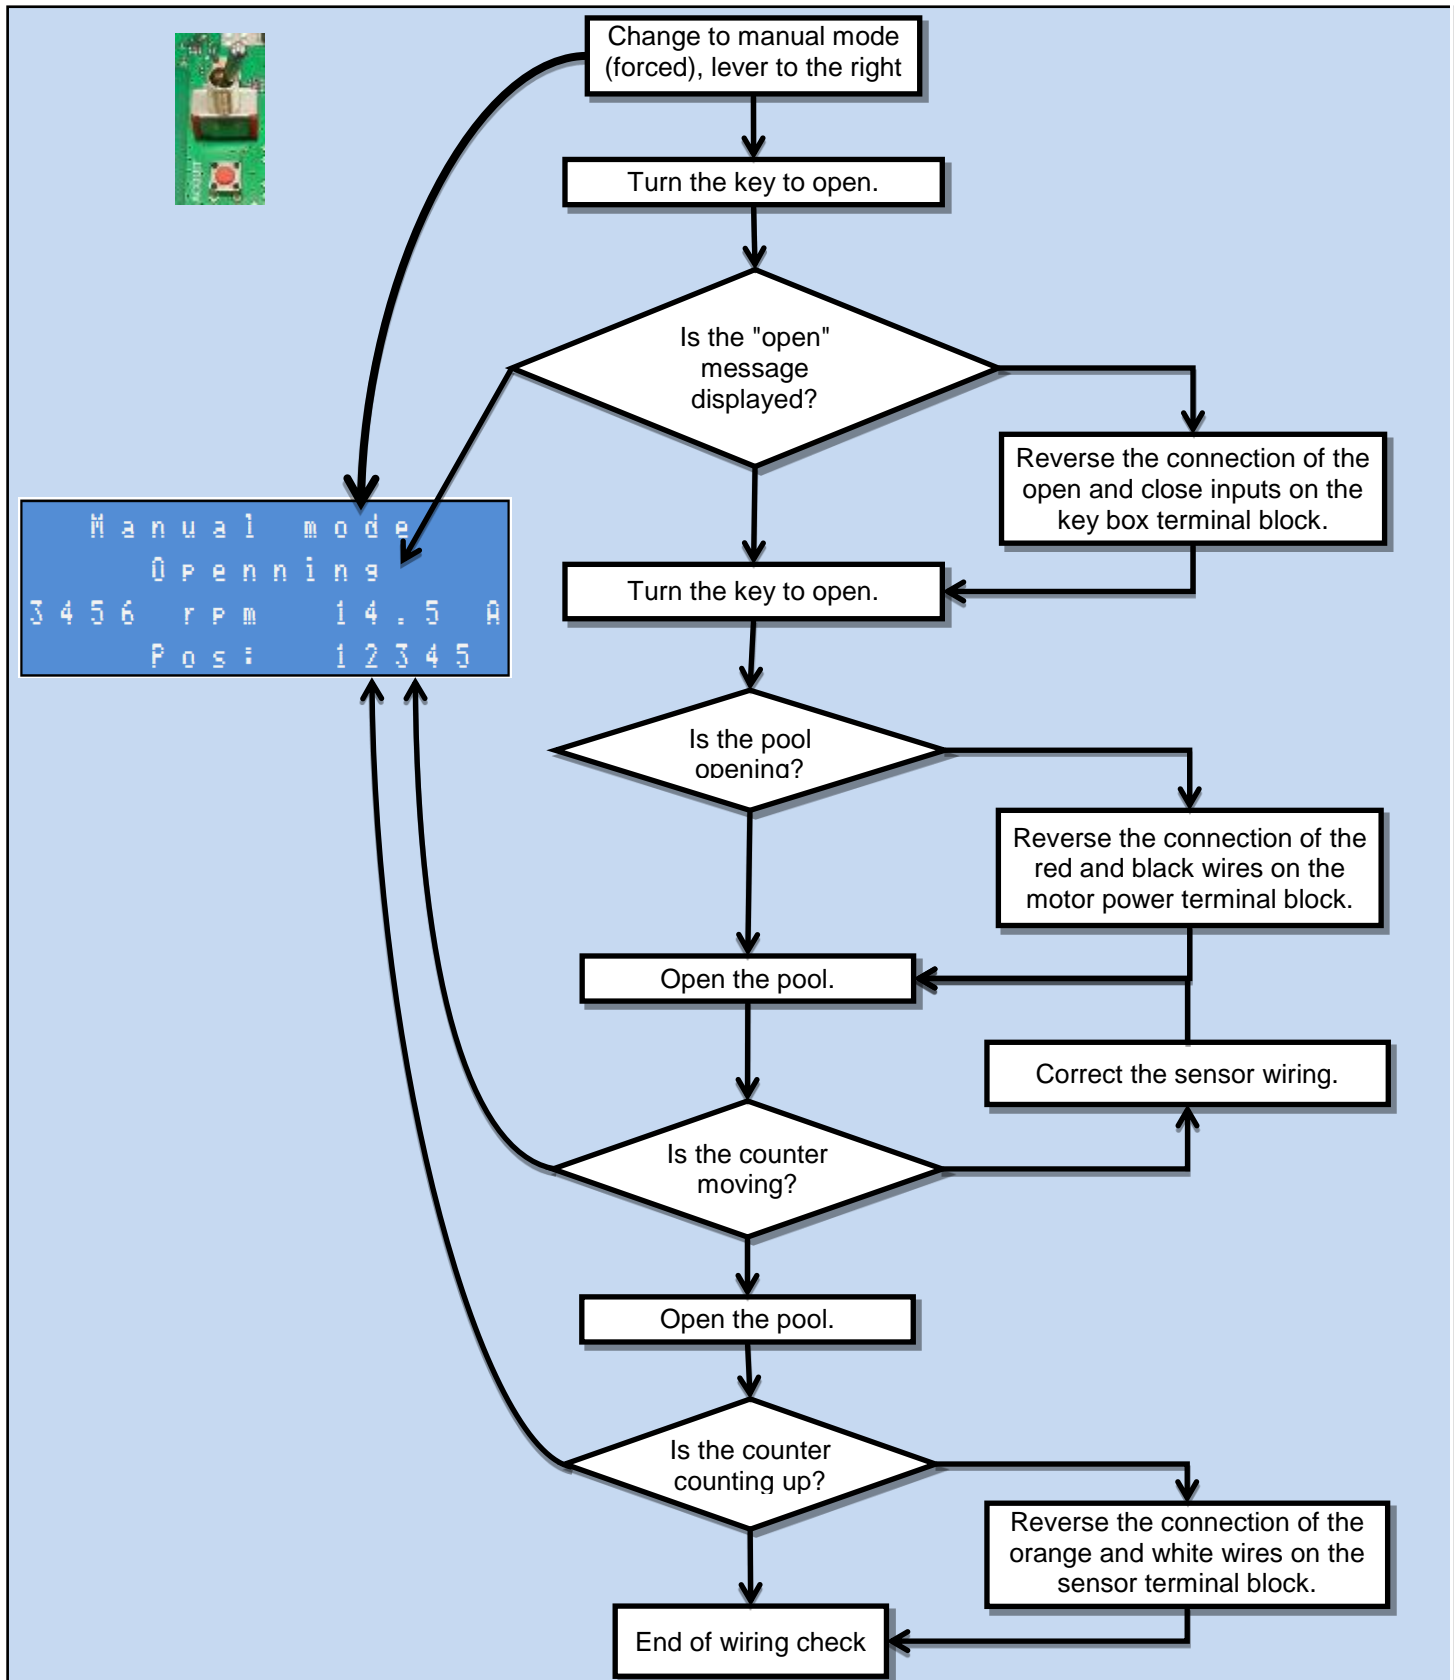 Change to manual mode
(forced), lever to the right
Turn the key to open.
Is the "open"
message
displayed?
Reverse the connection of the
open and close inputs on the
key box terminal block.
Manual mode
Openning
3456 rpm 14.5 A
Pos: 12345
Turn the key to open.
Is the pool
opening?
Reverse the connection of the
red and black wires on the
motor power terminal block.
Open the pool.
Correct the sensor wiring.
Is the counter
moving?
Open the pool.
Is the counter
counting up?
Reverse the connection of the
orange and white wires on the
sensor terminal block.
End of wiring check